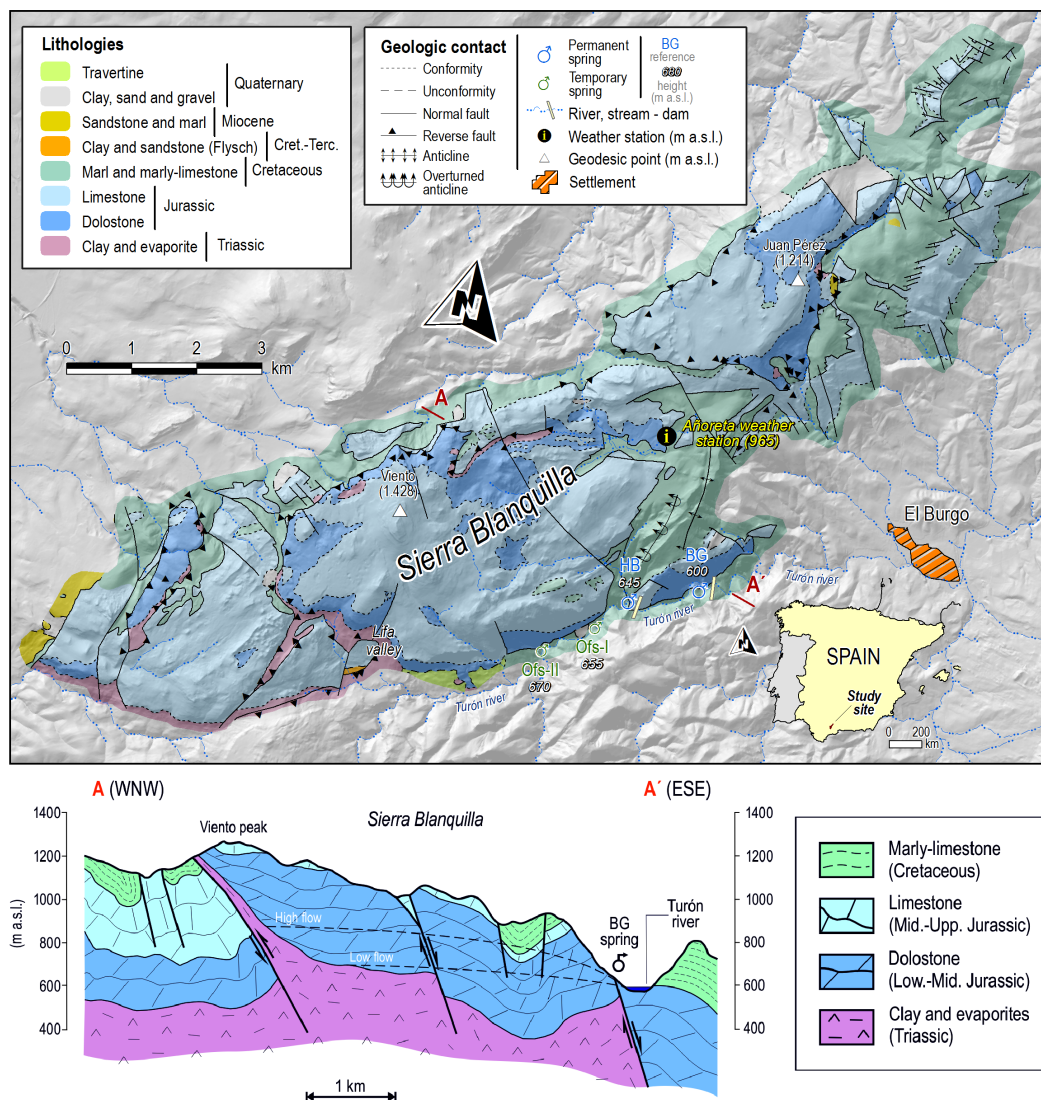 Lithologies
Travertine
Clay, sand and gravel
Quaternary
Sandstone and marl
Miocene
Clay and sandstone (Flysch)
Cret.-Terc.
Marl and marly-limestone
Cretaceous
Limestone
Dolostone
Jurassic
Clay and evaporite
Triassic
Geologic contact
Conformity
Unconformity
Normal fault
Reverse fault
Anticline
Overturned
anticline
Permanent
spring
Temporary
spring
BG
reference
680
height
(m a.s.l.)
River, stream - dam
i
Weather station (m a.s.l.)
Geodesic point (m a.s.l.)
Settlement
N
0 1 2 3
km
Juan Pérez
(1.214)
A
i
Añoreta weather
station (965)
Viento
(1.428)
Sierra Blanquilla
El Burgo
HB
645
BG
600
A´
Turón river
Turón river
Lifa
valley
Ofs-I
655
Ofs-II
670
Turón river
SPAIN
Study
site
0 200
km
A (WNW)
A´ (ESE)
Sierra Blanquilla
Viento peak
1400
1200
1000
800
600
400
(m a.s.l.)
High flow
Low flow
BG
spring
Turón
river
1400
1200
1000
800
600
400
(m a.s.l.)
1 km
Marly-limestone
(Cretaceous)
Limestone
(Mid.-Upp. Jurassic)
Dolostone
(Low.-Mid. Jurassic)
Clay and evaporites
(Triassic)